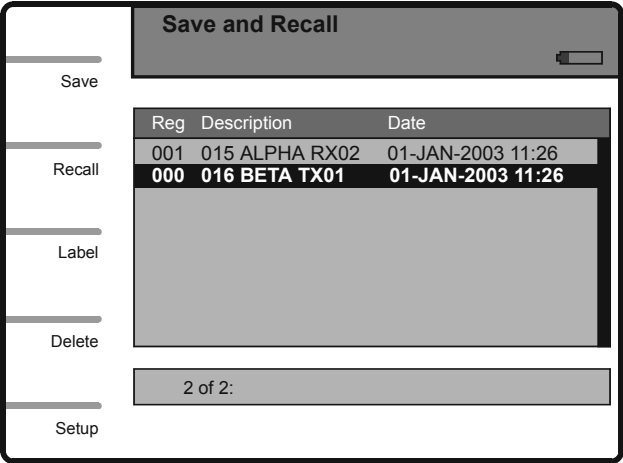 Save and Recall
Save
Recall
Label
Delete
Setup
Reg Description Date
001 015 ALPHA RX02 01-JAN-2003 11:26
000 016 BETA TX01 01-JAN-2003 11:26
2 of 2: